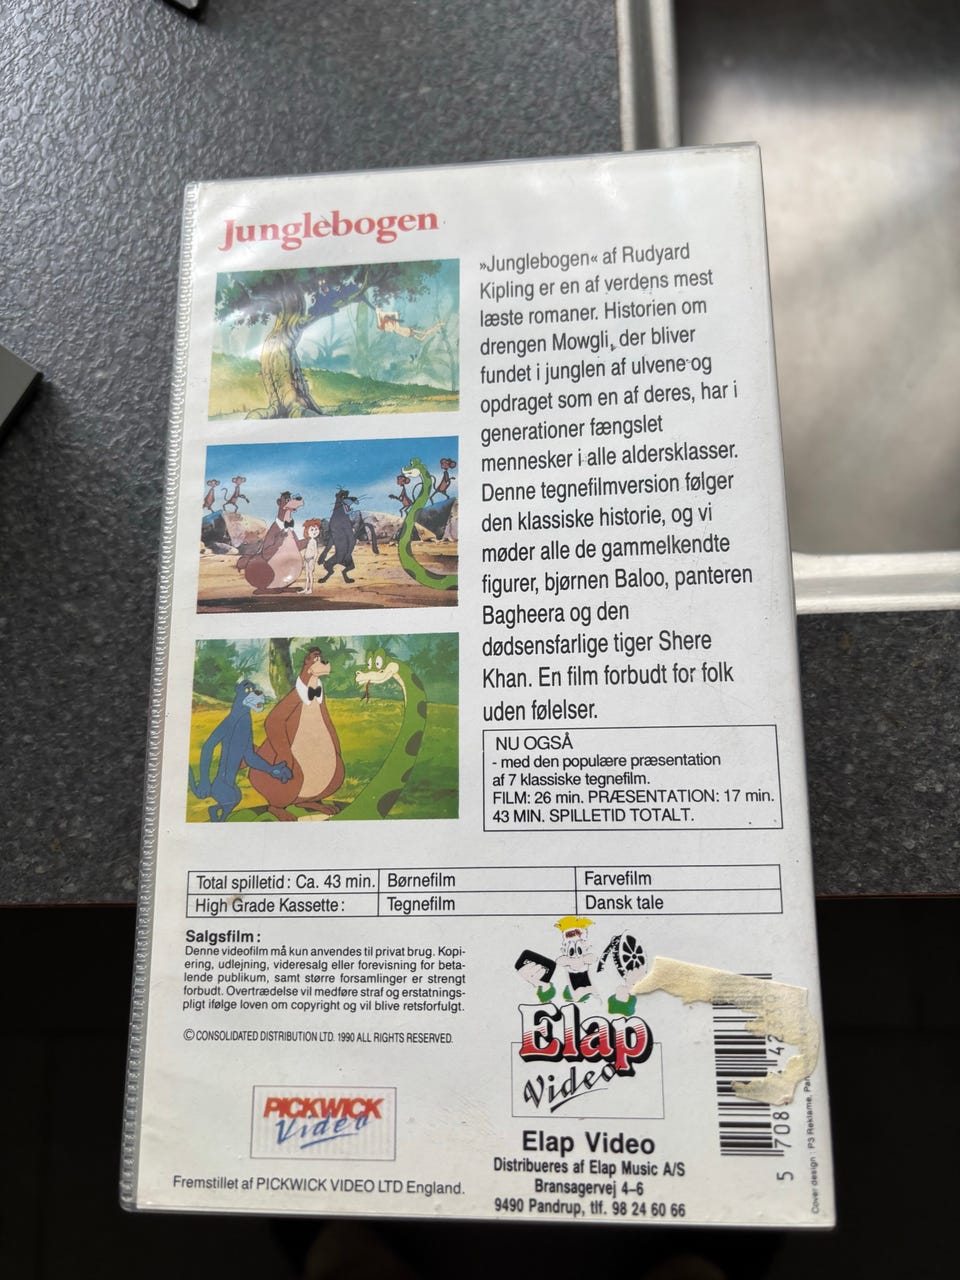 Junglebogen
»Junglebogen« af Rudyard
Kipling er en af verdens mest
læste romaner. Historien om
drengen Mowgli, der bliver
fundet i junglen af ulvene og
opdraget som en af deres, har i
generationer fængslet
mennesker i alle aldersklasser.
Denne tegnefilmversion følger
den klassiske historie, og vi
møder alle de gammelkendte
figurer, bjørnen Baloo, panteren
Bagheera og den
dødsensfarlige tiger Shere
Khan. En film forbudt for folk
uden følelser.
NU OGSÅ
- med den populære præsentation
af 7 klassiske tegnefilm.
FILM: 26 min. PRÆSENTATION: 17 min.
43 MIN. SPILLETID TOTALT.
Total spilletid: Ca. 43 min. Børnefilm Farvefilm
High Grade Kassette: Tegnefilm Dansk tale
Salgsfilm:
Denne videofilm må kun anvendes til privat brug. Kopi-
ering, udlejning, videresalg eller forevisning for beta-
lende publikum, samt større forsamlinger er strengt
forbudt. Overtrædelse vil medføre straf og erstatnings-
pligt ifølge loven om copyright og vil blive retsforfulgt.
© CONSOLIDATED DISTRIBUTION LTD. 1990 ALL RIGHTS RESERVED.
PICKWICK
Video
Fremstillet af PICKWICK VIDEO LTD England.
Elap
Video
Elap Video
Distribueres af Elap Music A/S
Bransagervej 4-6
9490 Pandrup, tlf. 98 24 60 66
5 708
Cover design: P3 Reklame,